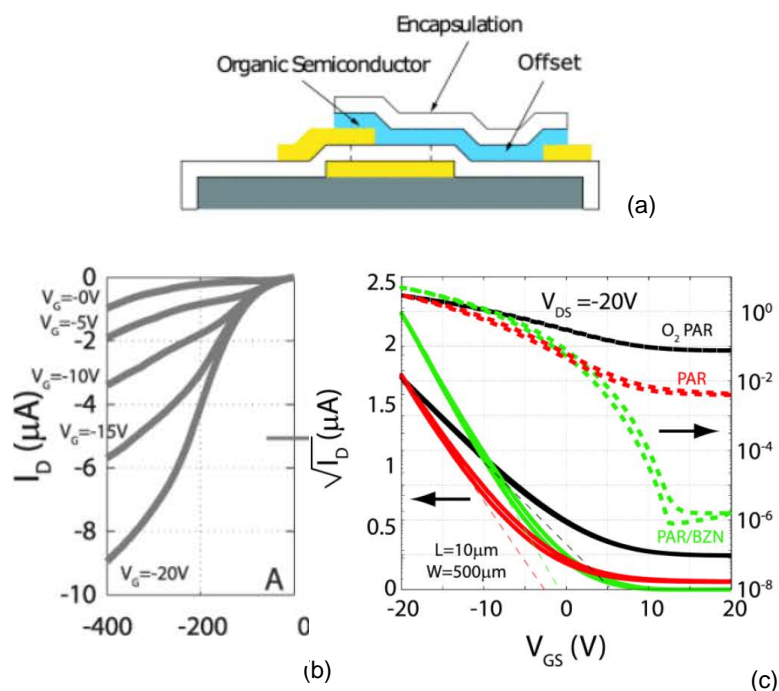 Encapsulation
Organic Semiconductor
Offset
(a)
0
-2
-4
-6
-8
-10
V_G=-0V
V_G=-5V
V_G=-10V
V_G=-15V
V_G=-20V
I_D (μA)
A
-400
-200
0
(b)
2.5
2
1.5
1
0.5
0
√I_D (μA)
V_DS=-20V
O₂ PAR
PAR
PAR/BZN
L=10μm
W=500μm
10⁰
10⁻²
10⁻⁴
10⁻⁶
10⁻⁸
-20
-10
0
10
20
V_GS (V)
(c)